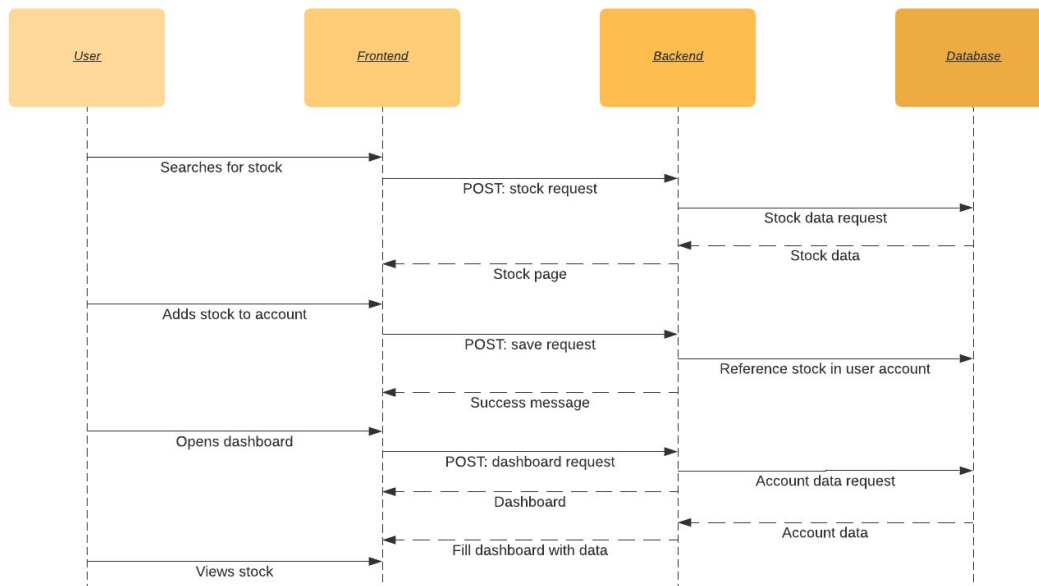 User
Frontend
Backend
Database
Searches for stock
POST: stock request
Stock data request
Stock data
Stock page
Adds stock to account
POST: save request
Reference stock in user account
Success message
Opens dashboard
POST: dashboard request
Account data request
Dashboard
Account data
Fill dashboard with data
Views stock